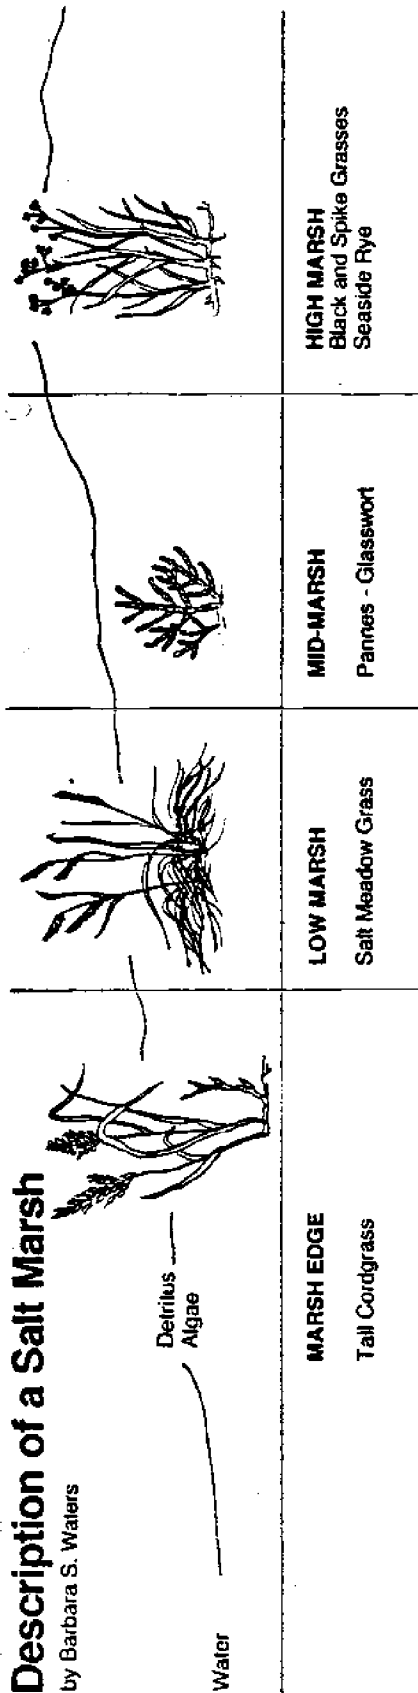 Description of a Salt Marsh
by Barbara S. Waters
Water
Detritus
Algae
MARSH EDGE
Tall Cordgrass
LOW MARSH
Salt Meadow Grass
MID-MARSH
Pannes - Glasswort
HIGH MARSH
Black and Spike Grasses
Seaside Rye